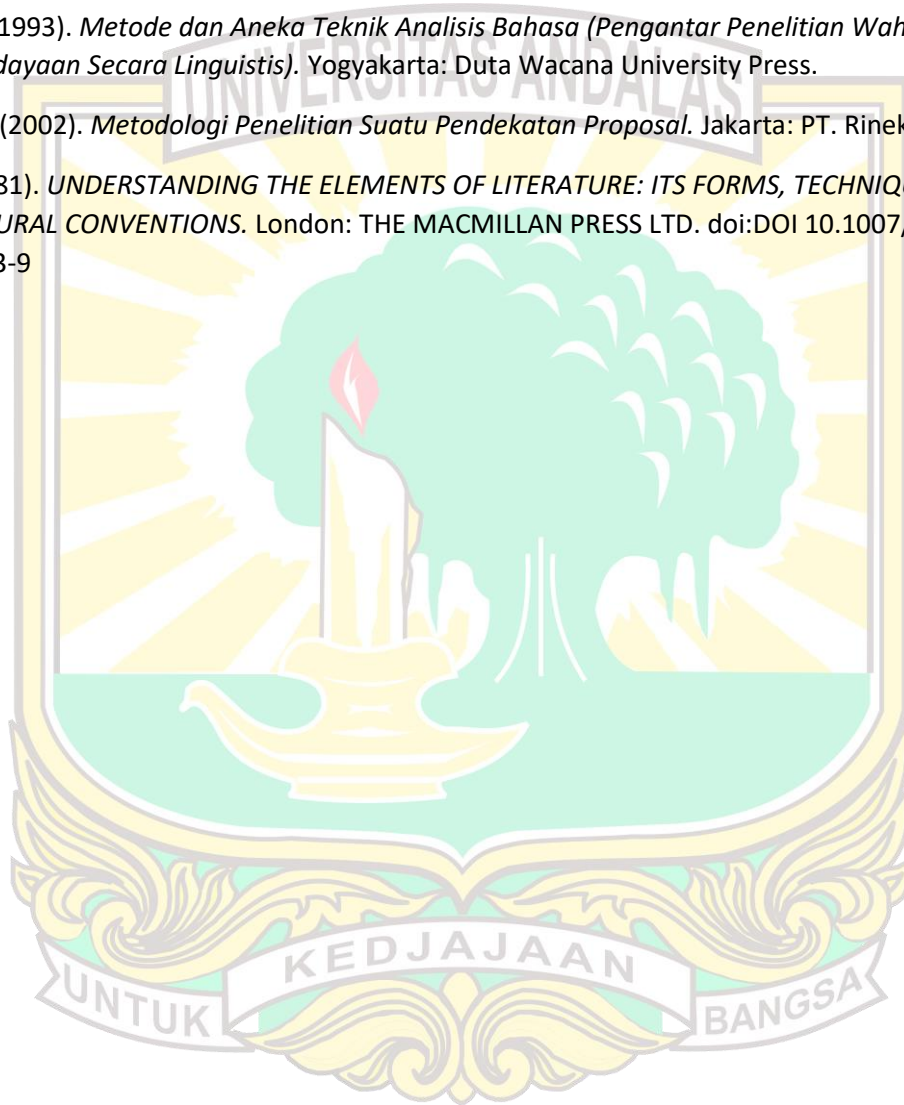 1993). Metode dan Aneka Teknik Analisis Bahasa (Pengantar Penelitian Wah
dayaan Secara Linguistis). Yogyakarta: Duta Wacana University Press.
UNIVERSITAS ANDALAS
(2002). Metodologi Penelitian Suatu Pendekatan Proposal. Jakarta: PT. Rinek
81). UNDERSTANDING THE ELEMENTS OF LITERATURE: ITS FORMS, TECHNIQU
URAL CONVENTIONS. London: THE MACMILLAN PRESS LTD. doi:DOI 10.1007/
3-9
UNTUK KEDJAJAAN BANGSA